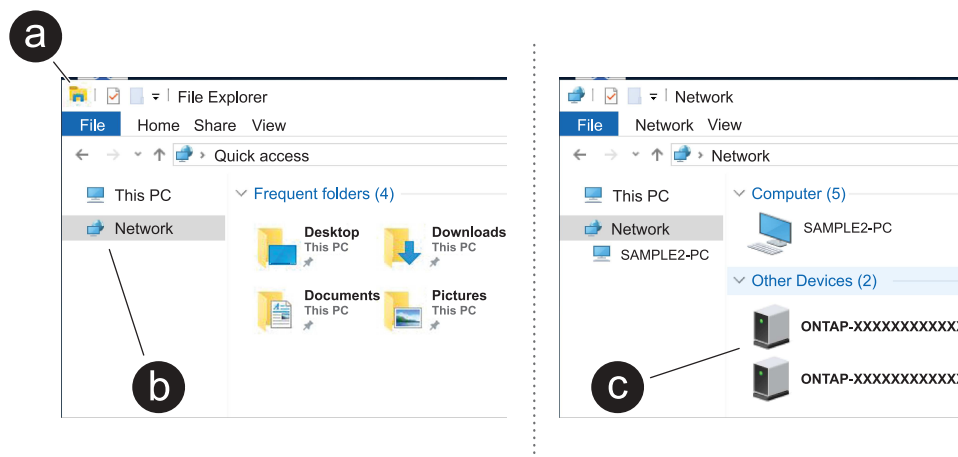 a
File Explorer
File Home Share View
Quick access
This PC
Network
Frequent folders (4)
Desktop
This PC
Downloads
This PC
Documents
This PC
Pictures
This PC
b
Network
File Network View
Network
This PC
Network
SAMPLE2-PC
Computer (5)
SAMPLE2-PC
Other Devices (2)
ONTAP-XXXXXXXXXXX
ONTAP-XXXXXXXXXXX
c